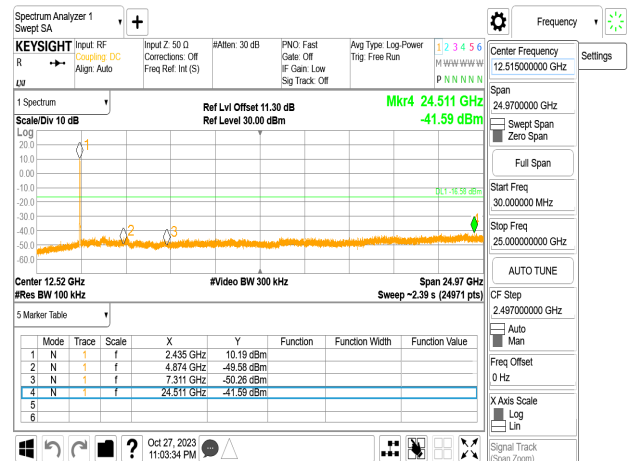 Spectrum Analyzer 1
Swept SA
Frequency
KEYSIGHT
R
Input: RF
Coupling: DC
Align: Auto
Input Z: 50 Ω
Corrections: Off
Freq Ref: Int (S)
#Atten: 30 dB
PNO: Fast
Gate: Off
IF Gain: Low
Sig Track: Off
Avg Type: Log-Power
Trig: Free Run
1 2 3 4 5 6
M W W W W W
P N N N N N
Center Frequency
12.515000000 GHz
Settings
Span
24.9700000 GHz
Swept Span
Zero Span
Full Span
Start Freq
30.000000 MHz
Stop Freq
25.000000000 GHz
AUTO TUNE
CF Step
2.497000000 GHz
Auto
Man
Freq Offset
0 Hz
X Axis Scale
Log
Lin
Signal Track
(Span Zoom)
1 Spectrum
Scale/Div 10 dB
Ref Lvl Offset 11.30 dB
Ref Level 30.00 dBm
Mkr4 24.511 GHz
-41.59 dBm
Log
20.0
10.0
0.00
-10.0
-20.0
-30.0
-40.0
-50.0
-60.0
1
2
3
DL1 -16.58 dBm
Center 12.52 GHz
#Video BW 300 kHz
Span 24.97 GHz
#Res BW 100 kHz
Sweep ~2.39 s (24971 pts)
5 Marker Table
Mode Trace Scale X Y Function Function Width Function Value
1 N 1 f 2.435 GHz 10.19 dBm
2 N 1 f 4.874 GHz -49.58 dBm
3 N 1 f 7.311 GHz -50.26 dBm
4 N 1 f 24.511 GHz -41.59 dBm
5
6
?
Oct 27, 2023
11:03:34 PM